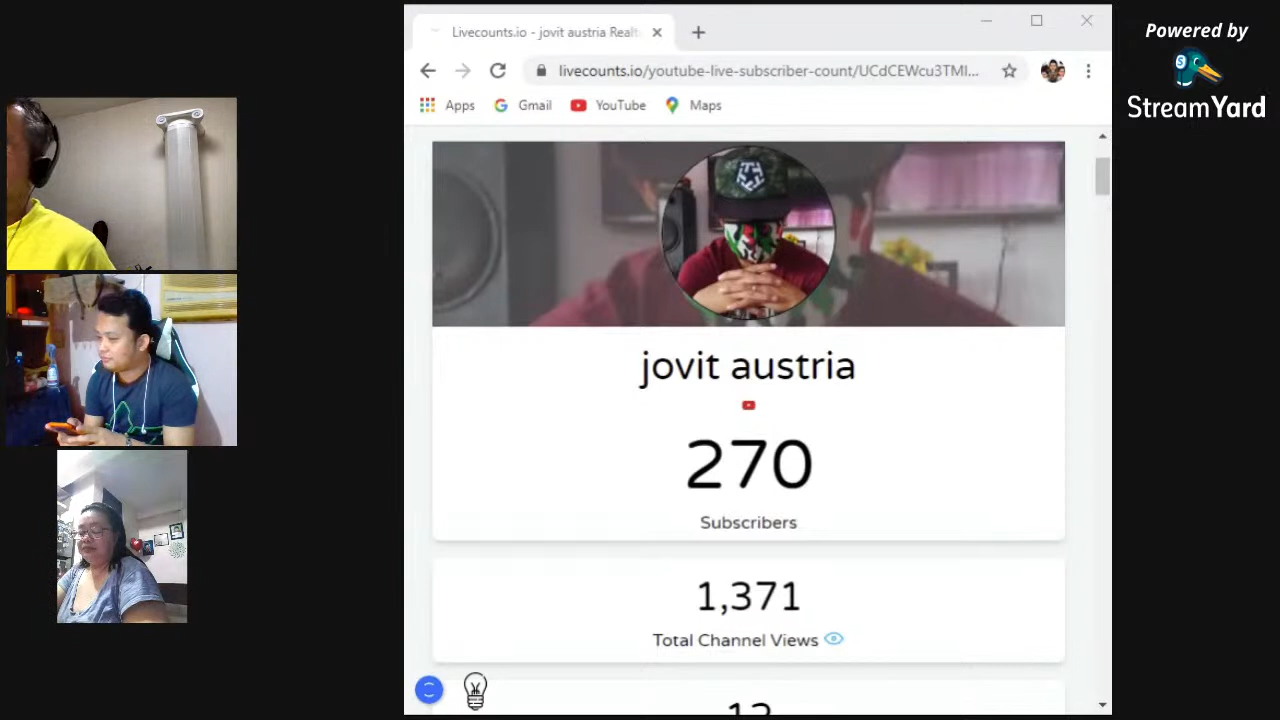 Livecounts.io - jovit austria Realt
livecounts.io/youtube-live-subscriber-count/UCdCEWcu3TMI...
Apps Gmail YouTube Maps
jovit austria
270
Subscribers
1,371
Total Channel Views
Powered by
StreamYard